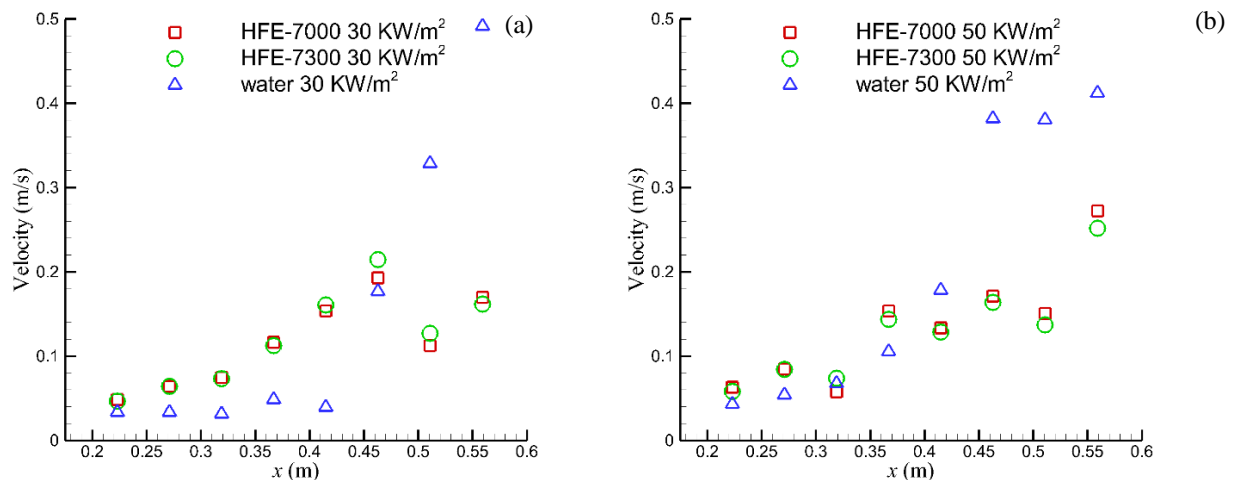 0.5
HFE-7000 30 KW/m²
(a)
HFE-7300 30 KW/m²
water 30 KW/m²
0.4
0.3
0.2
0.1
0
Velocity (m/s)
0.2 0.25 0.3 0.35 0.4 0.45 0.5 0.55 0.6
x (m)
0.5
HFE-7000 50 KW/m²
(b)
HFE-7300 50 KW/m²
water 50 KW/m²
0.4
0.3
0.2
0.1
0
Velocity (m/s)
0.2 0.25 0.3 0.35 0.4 0.45 0.5 0.55 0.6
x (m)